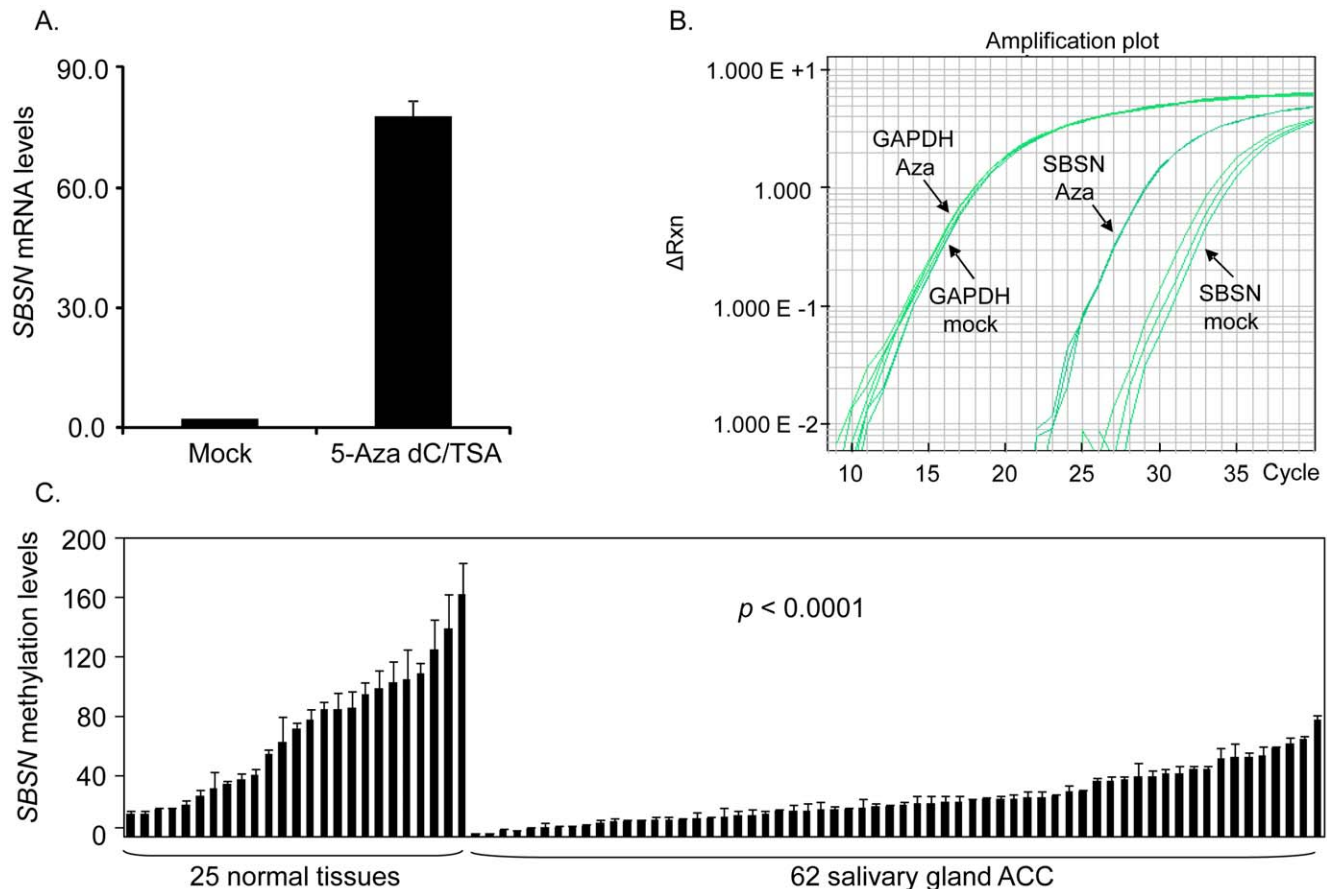 A.
SBSN mRNA levels
90.0
60.0
30.0
0.0
Mock
5-Aza dC/TSA
B.
Amplification plot
ΔRxn
1.000 E +1
1.000
1.000 E -1
1.000 E -2
GAPDH
Aza
SBSN
Aza
GAPDH
mock
SBSN
mock
10 15 20 25 30 35 Cycle
C.
SBSN methylation levels
200
160
120
80
40
0
p < 0.0001
25 normal tissues
62 salivary gland ACC